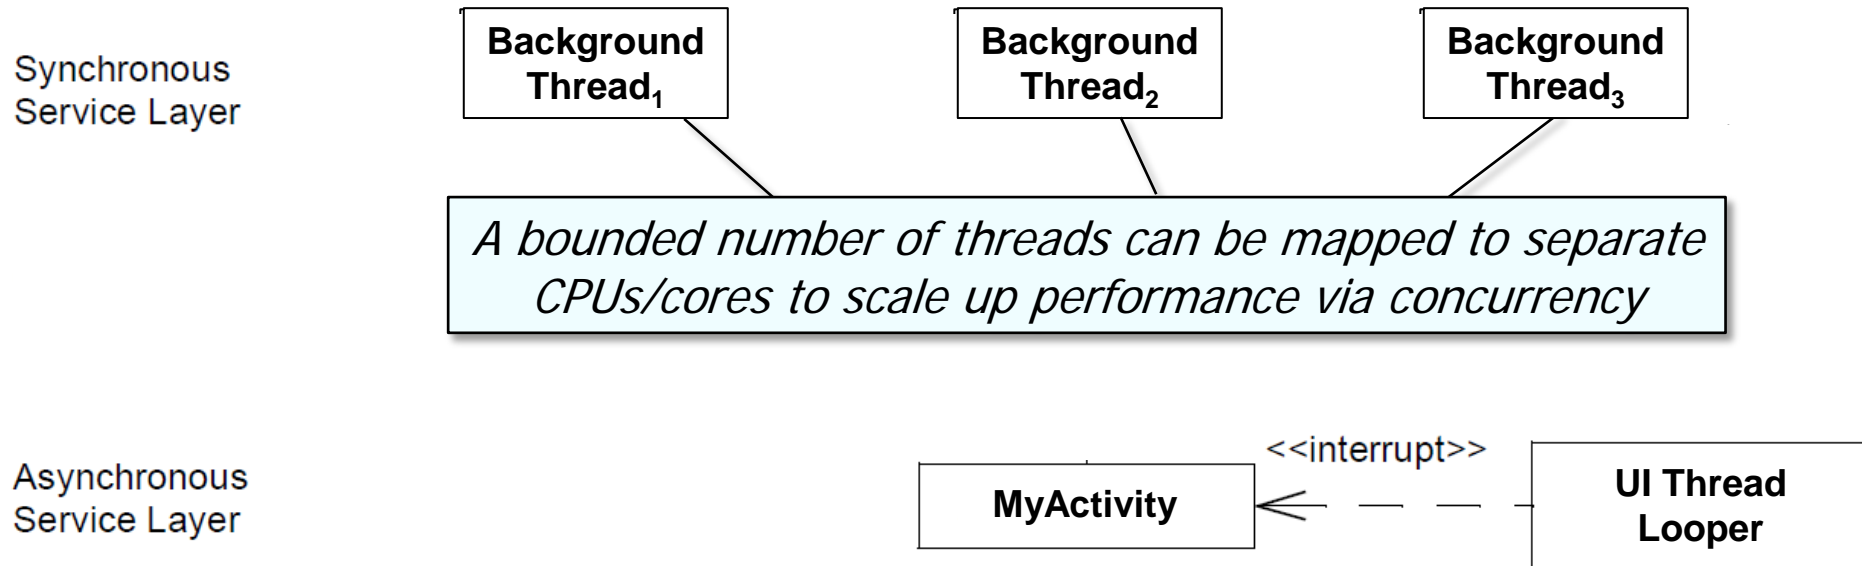 Synchronous
Service Layer
Background
Thread₁
Background
Thread₂
Background
Thread₃
A bounded number of threads can be mapped to separate
CPUs/cores to scale up performance via concurrency
Asynchronous
Service Layer
MyActivity
<<interrupt>>
UI Thread
Looper